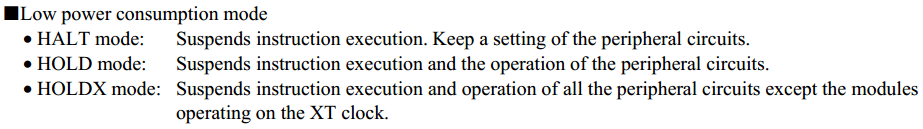 ■Low power consumption mode
• HALT mode: Suspends instruction execution. Keep a setting of the peripheral circuits.
• HOLD mode: Suspends instruction execution and the operation of the peripheral circuits.
• HOLDX mode: Suspends instruction execution and operation of all the peripheral circuits except the modules
operating on the XT clock.